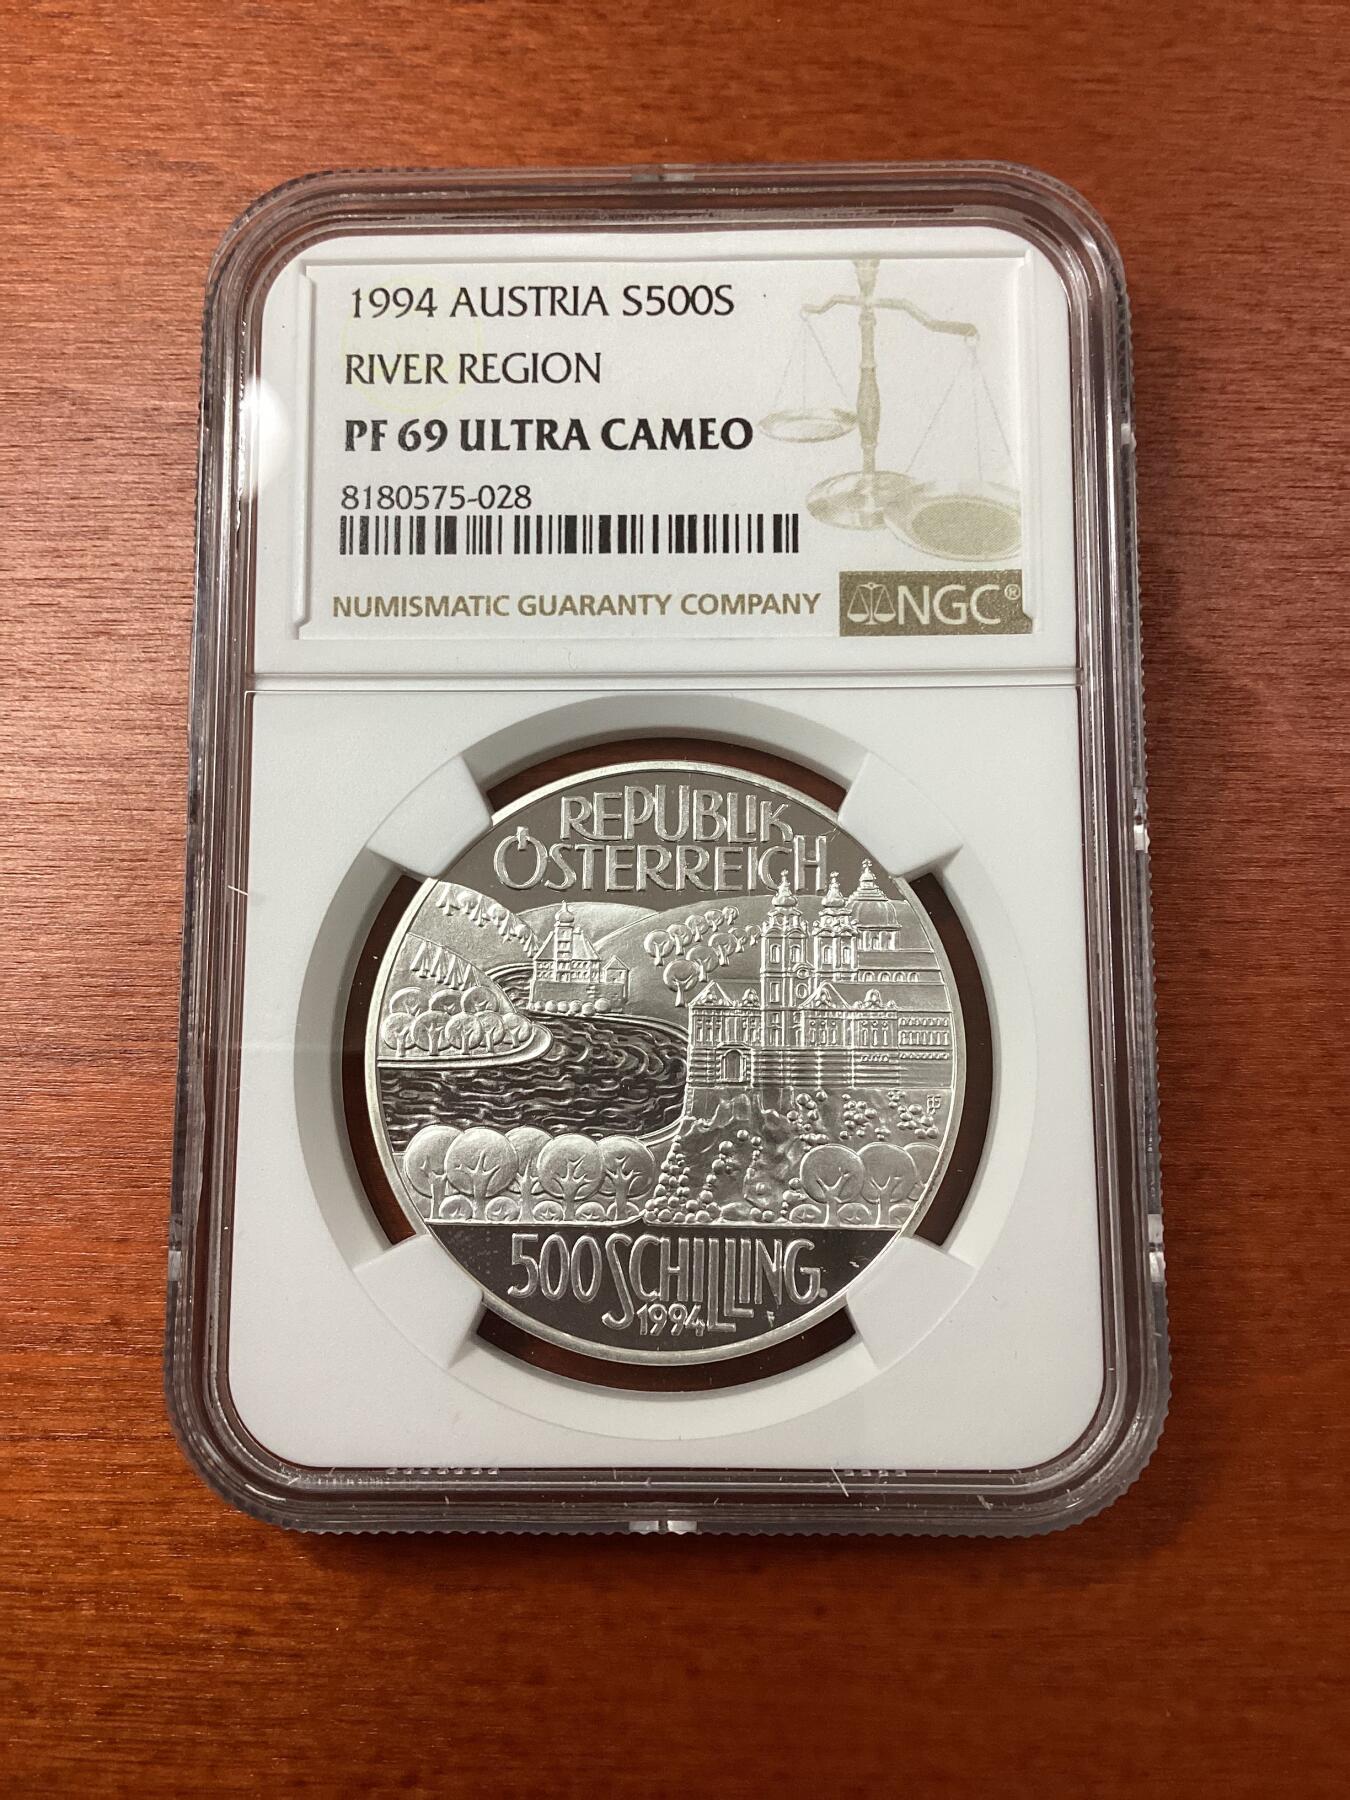 1994 AUSTRIA S500S
RIVER REGION
PF 69 ULTRA CAMEO
8180575-028
NUMISMATIC GUARANTY COMPANY NGC®
REPUBLIK
ÖSTERREICH
500 SCHILLING.
1994